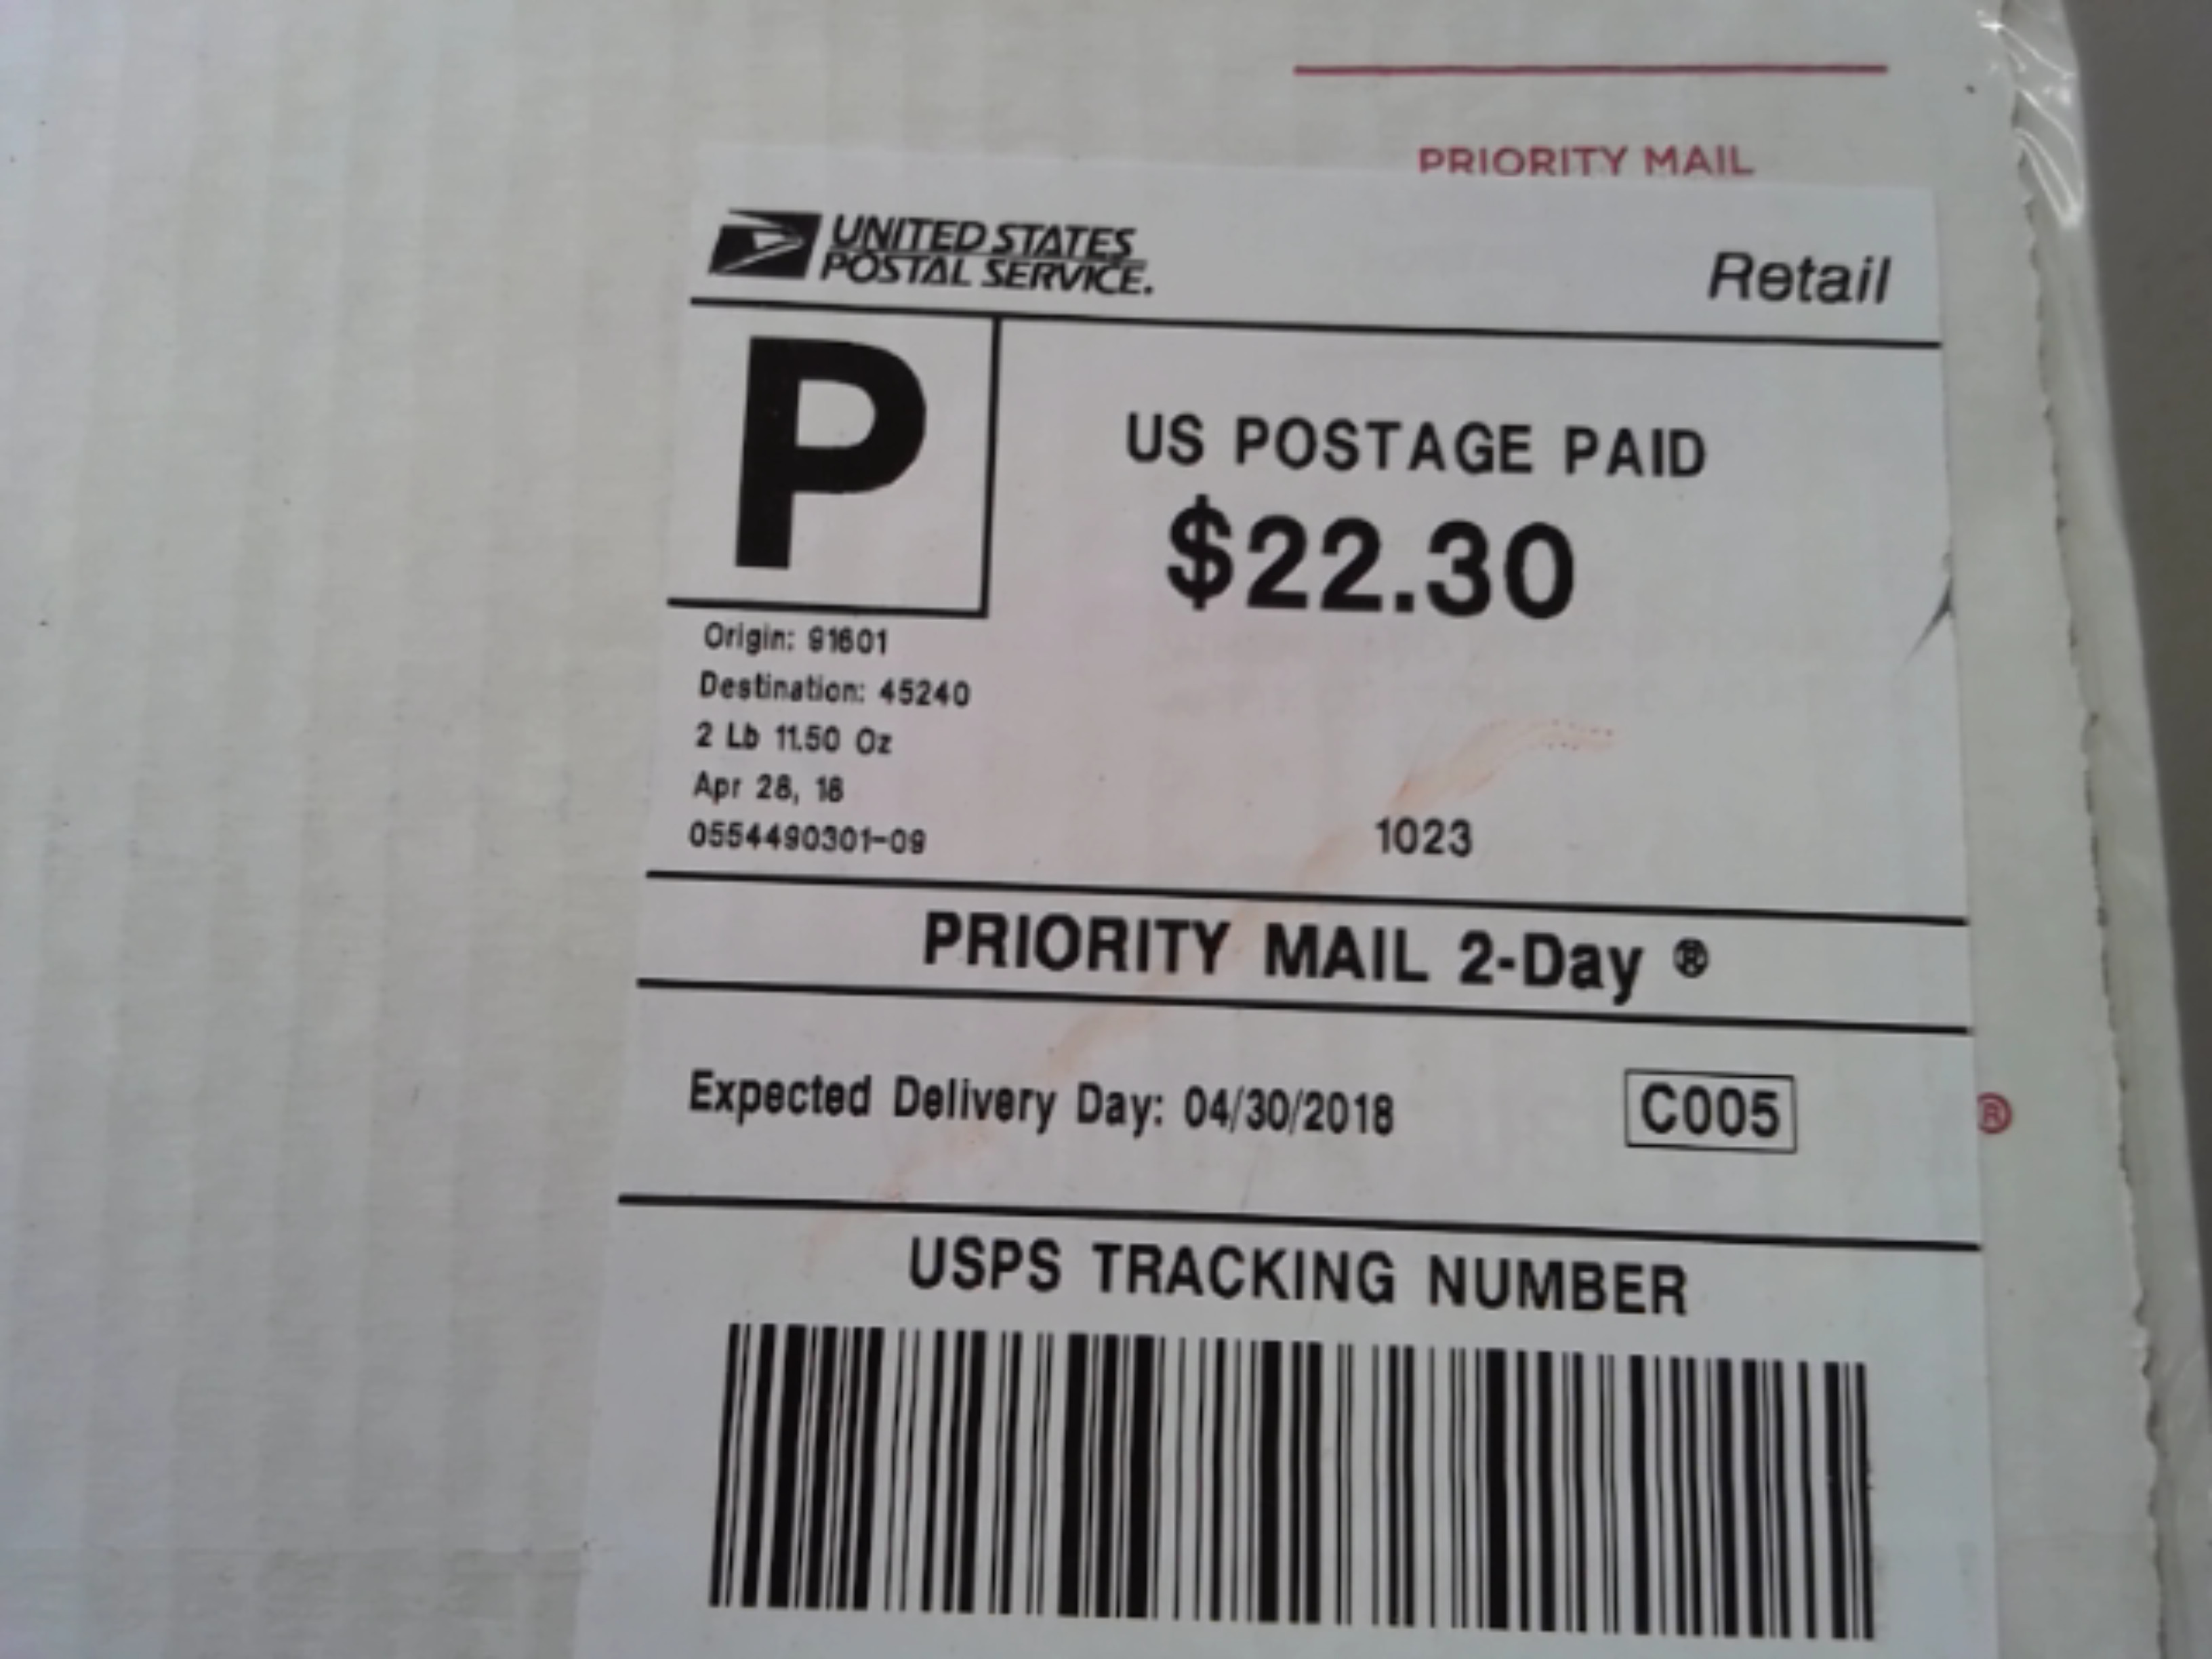 PRIORITY MAIL
UNITED STATES
POSTAL SERVICE.
Retail
P
US POSTAGE PAID
$22.30
Origin: 91601
Destination: 45240
2 Lb 11.50 Oz
Apr 28, 18
0554490301-09
1023
PRIORITY MAIL 2-Day ®
Expected Delivery Day: 04/30/2018
C005
®
USPS TRACKING NUMBER